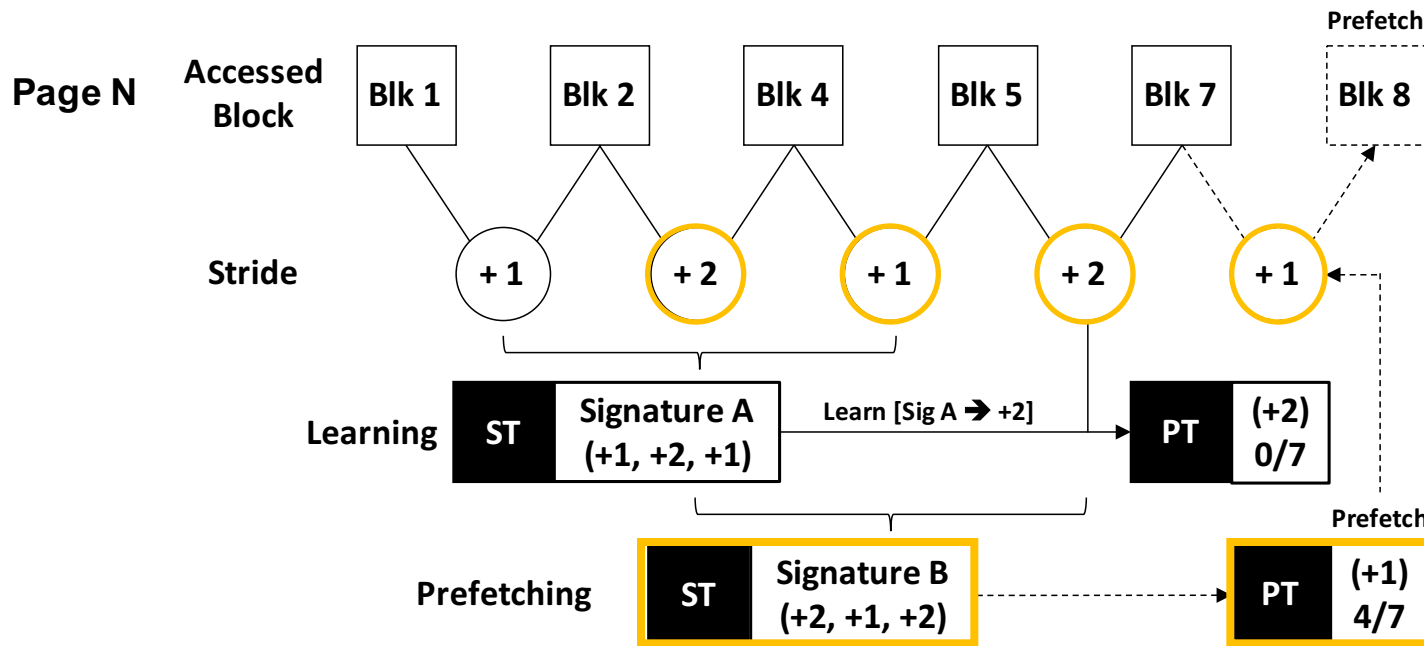 Prefetch
Page N
Accessed
Block
Blk 1
Blk 2
Blk 4
Blk 5
Blk 7
Blk 8
Stride
+ 1
+ 2
+ 1
+ 2
+ 1
Learning
ST
Signature A
(+1, +2, +1)
Learn [Sig A ➔ +2]
PT
(+2)
0/7
Prefetch
Prefetching
ST
Signature B
(+2, +1, +2)
PT
(+1)
4/7